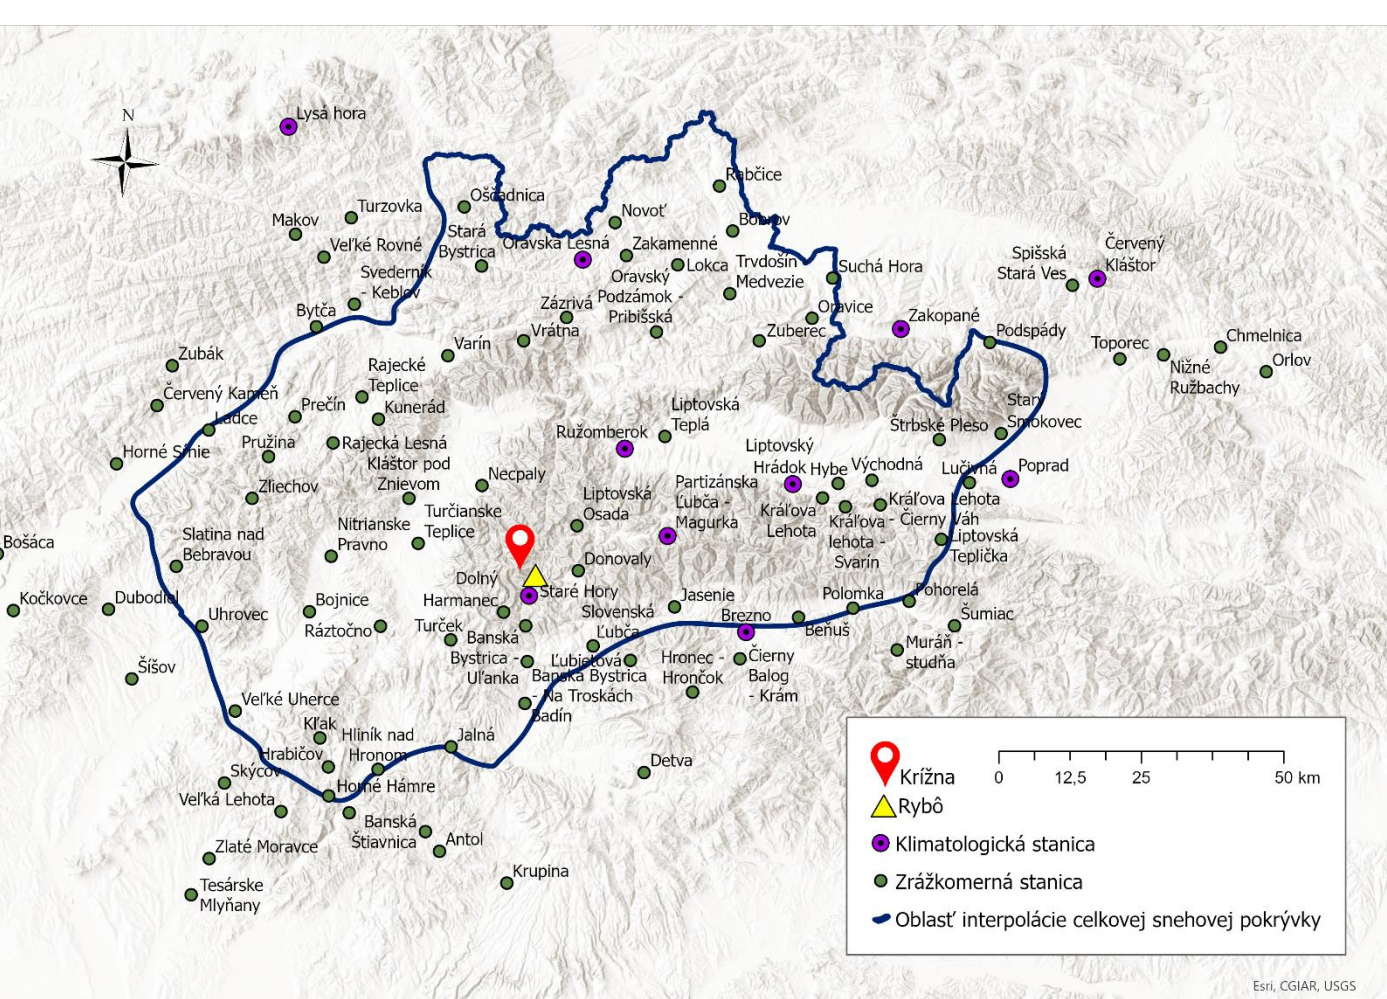 Lysá hora
N
Rabčice
Oščadnica
Turzovka
Novoť
Makov
Bobrov
Stará
Bystrica
Veľké Rovné
Oravská Lesná
Zakamenné
Spišská
Stará Ves
Červený
Kláštor
Svederník
- Keblov
Oravský
Podzámok -
Pribišská
Lokca
Trvdošín
Medvezie
Suchá Hora
Bytča
Zázrivá
Oravice
Zakopané
Vrátna
Zuberec
Podspády
Varín
Toporec
Chmelnica
Zubák
Rajecké
Teplice
Nižné
Ružbachy
Orlov
Červený Kameň
Prečín
Kunerád
Liptovská
Teplá
Starý
Smokovec
Ladce
Štrbské Pleso
Pružina
Rajecká Lesná
Ružomberok
Liptovský
Hrádok
Hybe
Východná
Lučivná
Poprad
Horné Sŕnie
Kláštor pod
Znievom
Necpaly
Partizánska
Ľubča -
Magurka
Zliechov
Liptovská
Osada
Kráľova
Lehota
Kráľova
lehota -
Svarín
Kráľova Lehota
- Čierny Váh
Turčianske
Teplice
Nitrianske
Pravno
Slatina nad
Bebravou
Liptovská
Teplička
Bošáca
Donovaly
Dolný
Harmanec
Staré Hory
Kočkovce
Dubodiel
Bojnice
Jasenie
Polomka
Pohorelá
Uhrovec
Ráztočno
Turček
Slovenská
Ľubča
Brezno
Beňuš
Šumiac
Banská
Bystrica -
Uľanka
Ľubietová
Hronec -
Hrončok
Čierny
Balog
- Krám
Muráň -
studňa
Šíšov
Banská Bystrica
- Na Troskách
Badín
Veľké Uherce
Kľak
Hliník nad
Hronom
Jalná
Hrabičov
Detva
Skýcov
Horné Hámre
Veľká Lehota
Banská
Štiavnica
Antol
Zlaté Moravce
Krupina
Tesárske
Mlyňany
Krížna
0
12,5
25
50 km
Rybô
Klimatologická stanica
Zrážkomerná stanica
Oblasť interpolácie celkovej snehovej pokrývky
Esri, CGIAR, USGS